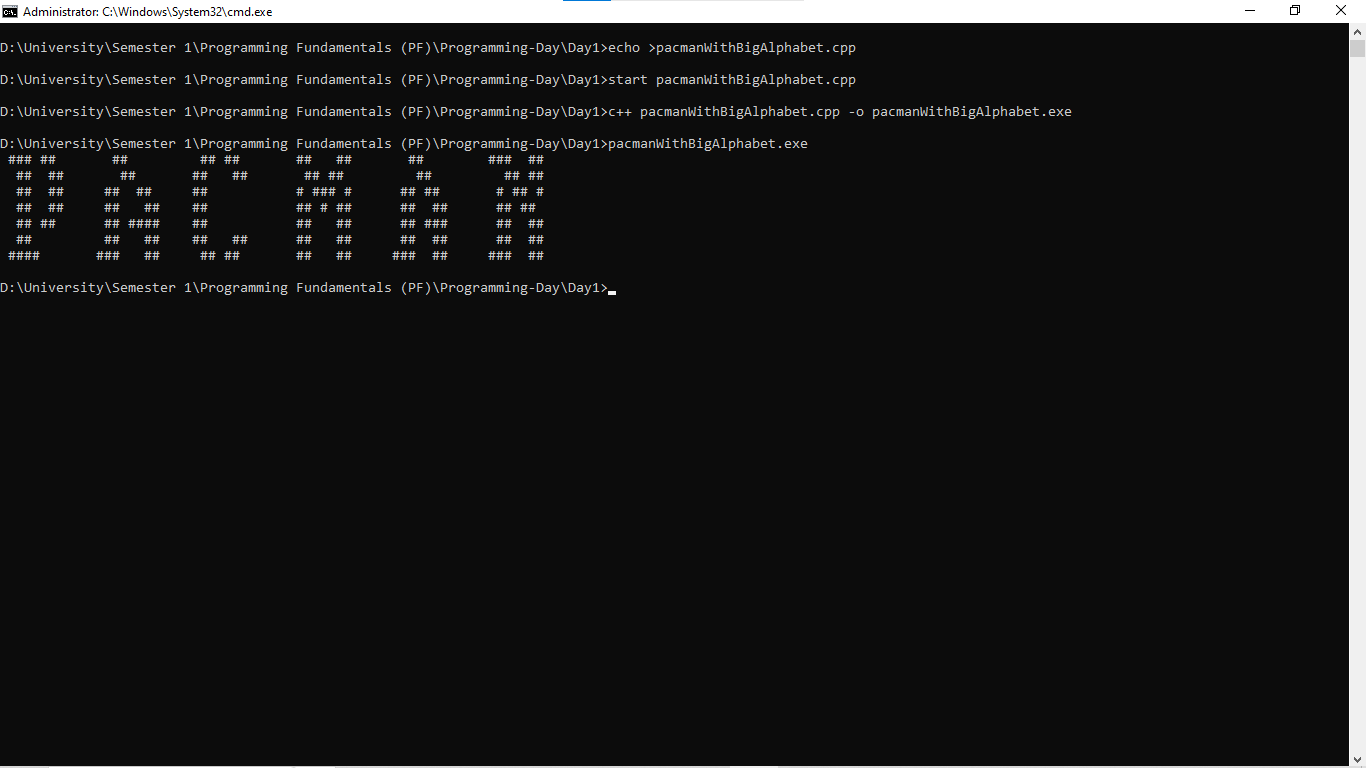 Administrator: C:\Windows\System32\cmd.exe
D:\University\Semester 1\Programming Fundamentals (PF)\Programming-Day\Day1>echo >pacmanWithBigAlphabet.cpp
D:\University\Semester 1\Programming Fundamentals (PF)\Programming-Day\Day1>start pacmanWithBigAlphabet.cpp
D:\University\Semester 1\Programming Fundamentals (PF)\Programming-Day\Day1>c++ pacmanWithBigAlphabet.cpp -o pacmanWithBigAlphabet.exe
D:\University\Semester 1\Programming Fundamentals (PF)\Programming-Day\Day1>pacmanWithBigAlphabet.exe
 ### ##       ##         ## ##       ##   ##       ##        ###  ##
  ##  ##       ##       ##   ##       ## ##         ##         ## ##
  ##  ##     ##  ##     ##           # ### #      ## ##       # ## #
  ##  ##     ##   ##    ##           ## # ##      ##  ##      ## ##
  ## ##      ## ####    ##           ##   ##      ## ###      ##  ##
  ##         ##   ##    ##   ##      ##   ##      ##  ##      ##  ##
 ####       ###   ##     ## ##       ##   ##     ###  ##     ###  ##
D:\University\Semester 1\Programming Fundamentals (PF)\Programming-Day\Day1>